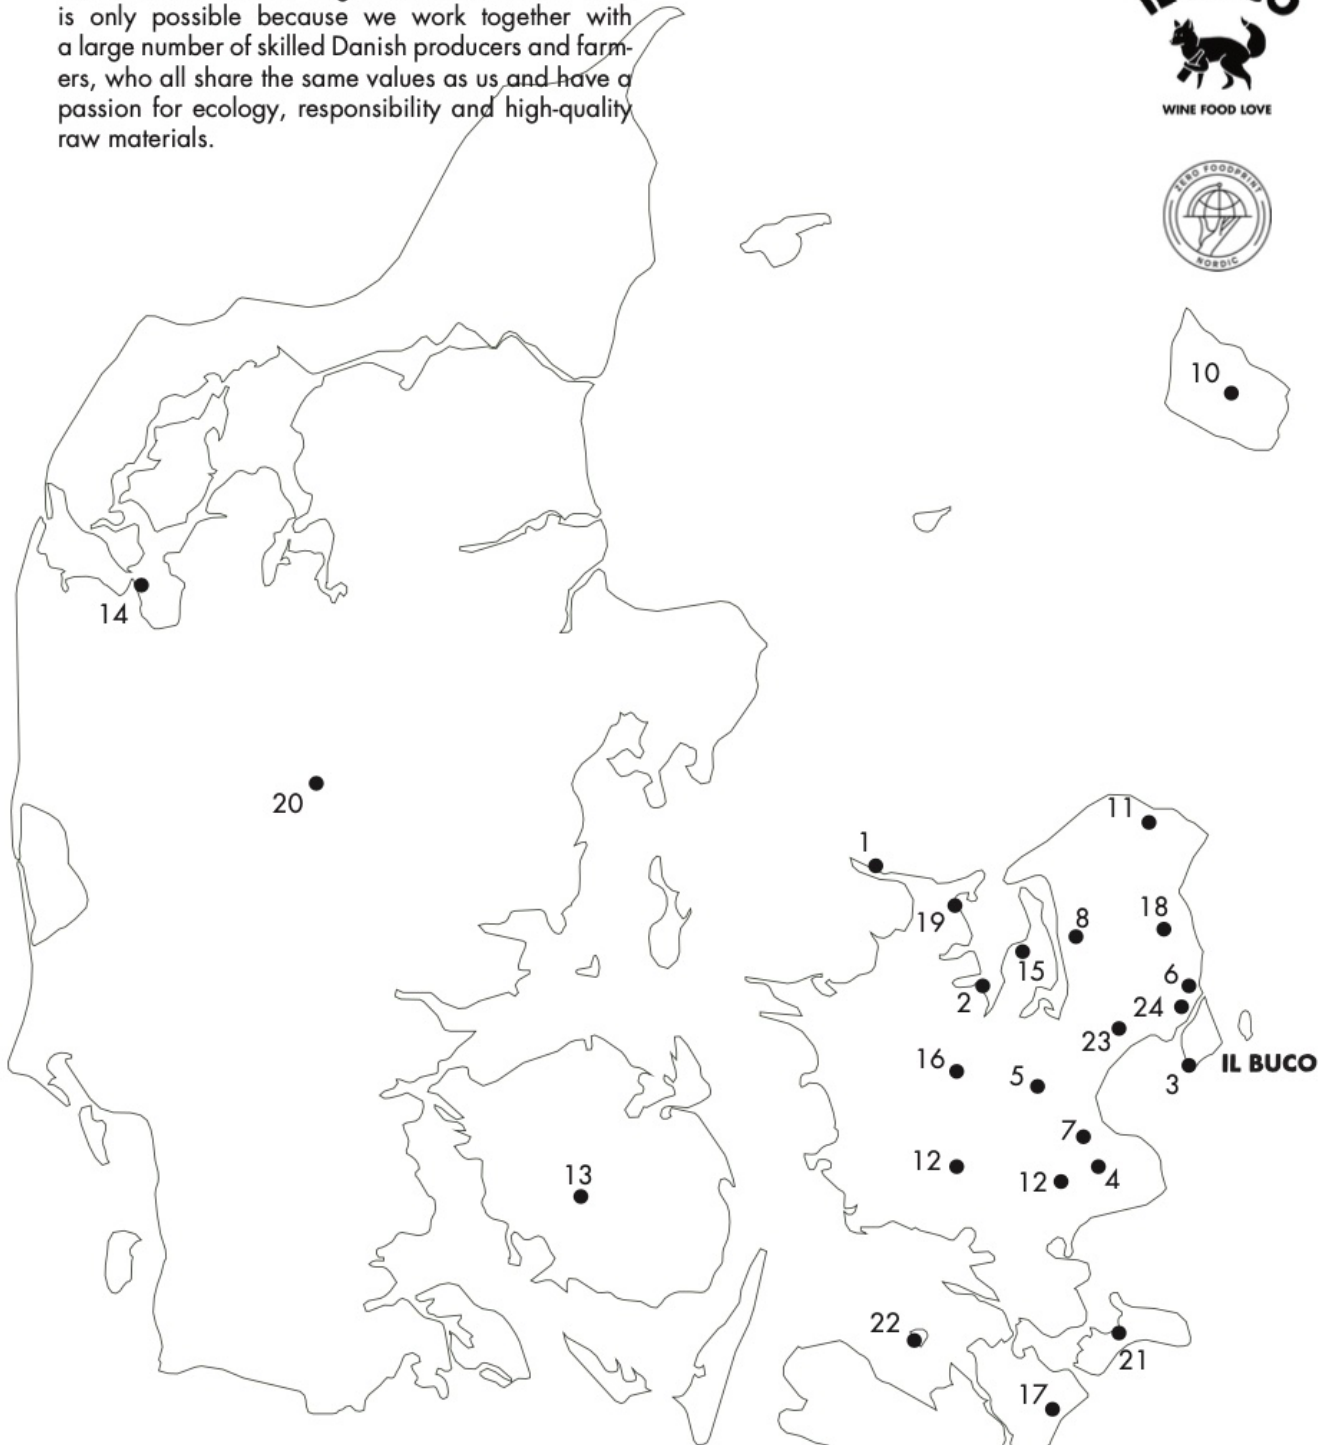 is only possible because we work together with
a large number of skilled Danish producers and farm-
ers, who all share the same values as us and have a
passion for ecology, responsibility and high-quality
raw materials.
WINE FOOD LOVE
ZERO FOODPRINT
NORDIC
10
14
20
11
1
19
8
18
15
6
2
24
23
16
5
3
IL BUCO
7
12
12
4
13
22
21
17